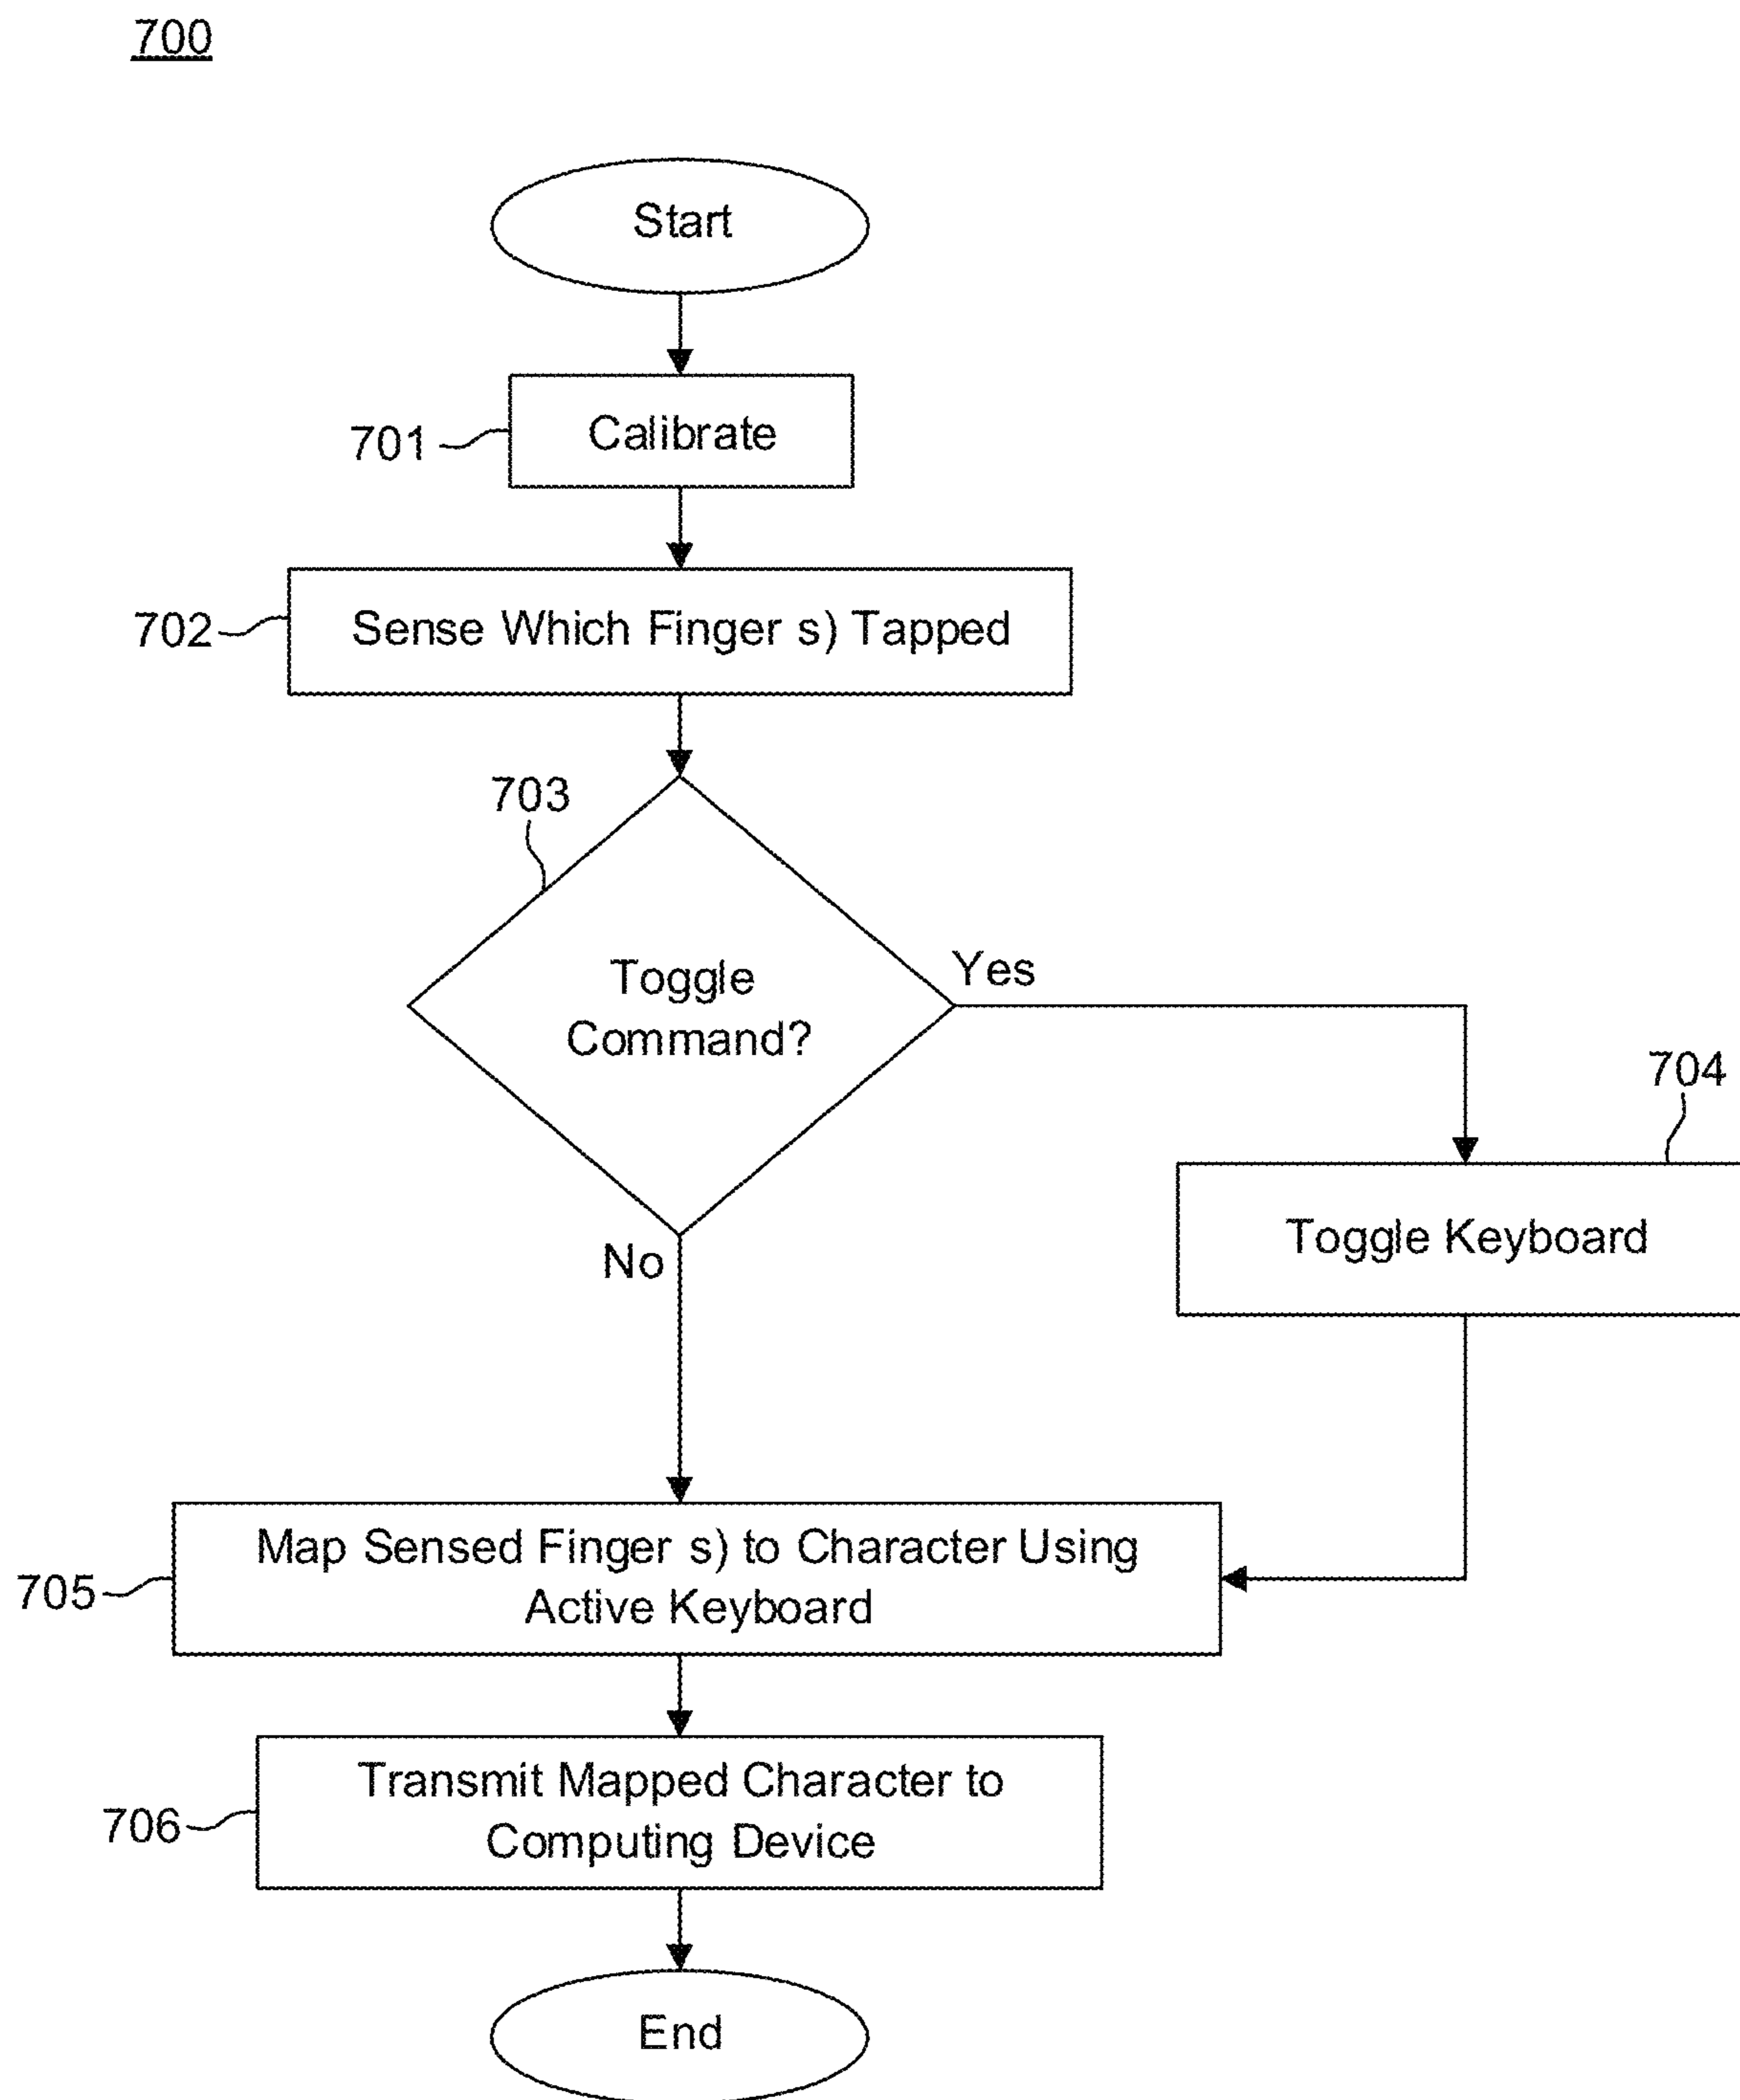 700
Start
701
Calibrate
702
Sense Which Finger s) Tapped
703
Toggle
Command?
Yes
704
Toggle Keyboard
No
705
Map Sensed Finger s) to Character Using
Active Keyboard
706
Transmit Mapped Character to
Computing Device
End